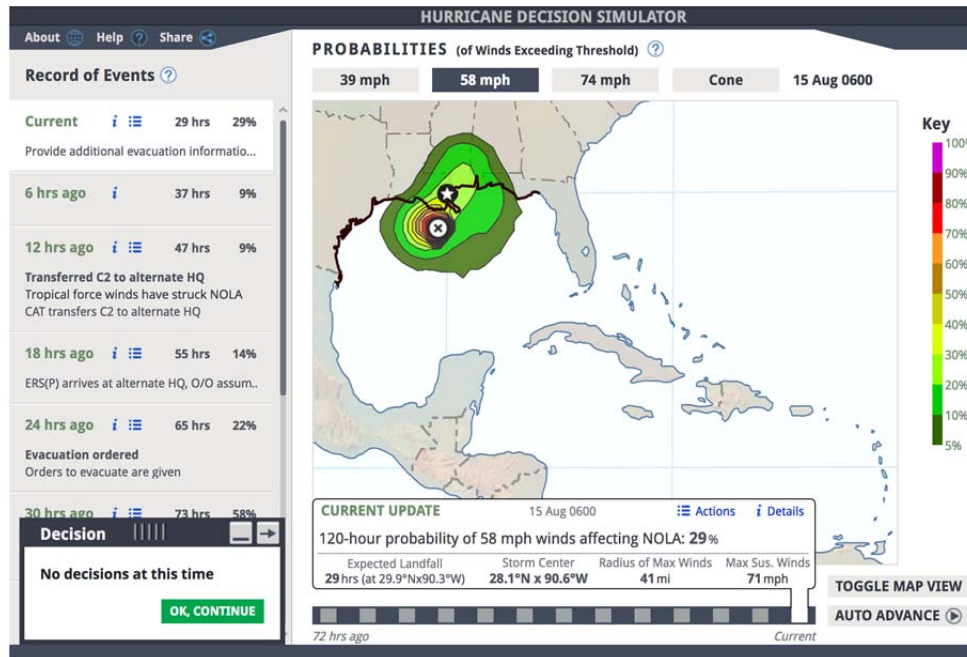 HURRICANE DECISION SIMULATOR
About Help ? Share
Record of Events ?
Current i 29 hrs 29%
Provide additional evacuation informatio...
6 hrs ago i 37 hrs 9%
12 hrs ago i 47 hrs 9%
Transferred C2 to alternate HQ
Tropical force winds have struck NOLA
CAT transfers C2 to alternate HQ
18 hrs ago i 55 hrs 14%
ERS(P) arrives at alternate HQ, O/O assum..
24 hrs ago i 65 hrs 22%
Evacuation ordered
Orders to evacuate are given
30 hrs ago i 73 hrs 58%
Decision
No decisions at this time
OK, CONTINUE
PROBABILITIES (of Winds Exceeding Threshold) ?
39 mph 58 mph 74 mph Cone 15 Aug 0600
Key
100%
90%
80%
70%
60%
50%
40%
30%
20%
10%
5%
CURRENT UPDATE 15 Aug 0600 Actions i Details
120-hour probability of 58 mph winds affecting NOLA: 29%
Expected Landfall Storm Center Radius of Max Winds Max Sus. Winds
29 hrs (at 29.9°Nx90.3°W) 28.1°N x 90.6°W 41 mi 71 mph
72 hrs ago Current
TOGGLE MAP VIEW
AUTO ADVANCE